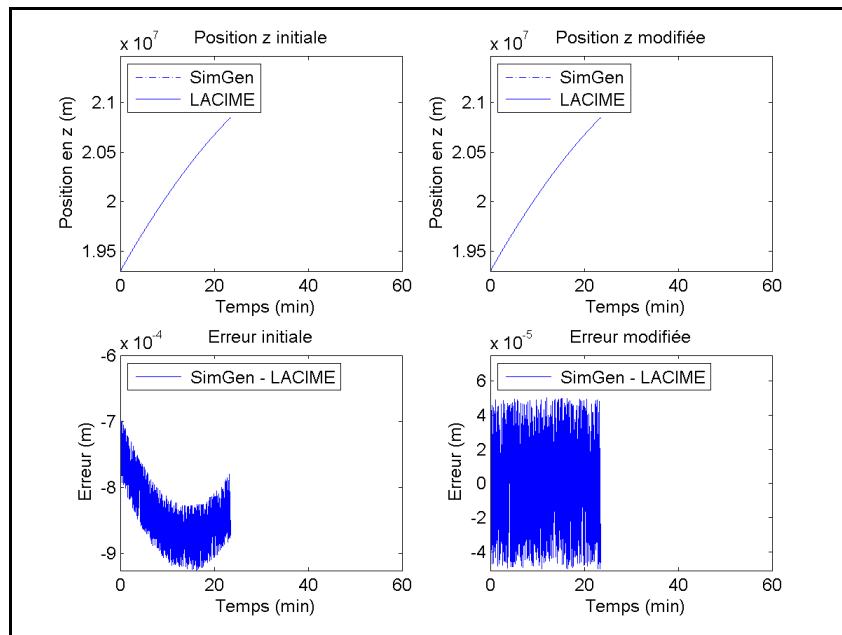 x 10^7
Position z initiale
SimGen
LACIME
Position en z (m)
2.1
2.05
2
1.95
0
20
40
60
Temps (min)
x 10^7
Position z modifiée
SimGen
LACIME
Position en z (m)
2.1
2.05
2
1.95
0
20
40
60
Temps (min)
x 10^-4
Erreur initiale
SimGen - LACIME
Erreur (m)
-6
-7
-8
-9
0
20
40
60
Temps (min)
x 10^-5
Erreur modifiée
SimGen - LACIME
Erreur (m)
6
4
2
0
-2
-4
0
20
40
60
Temps (min)